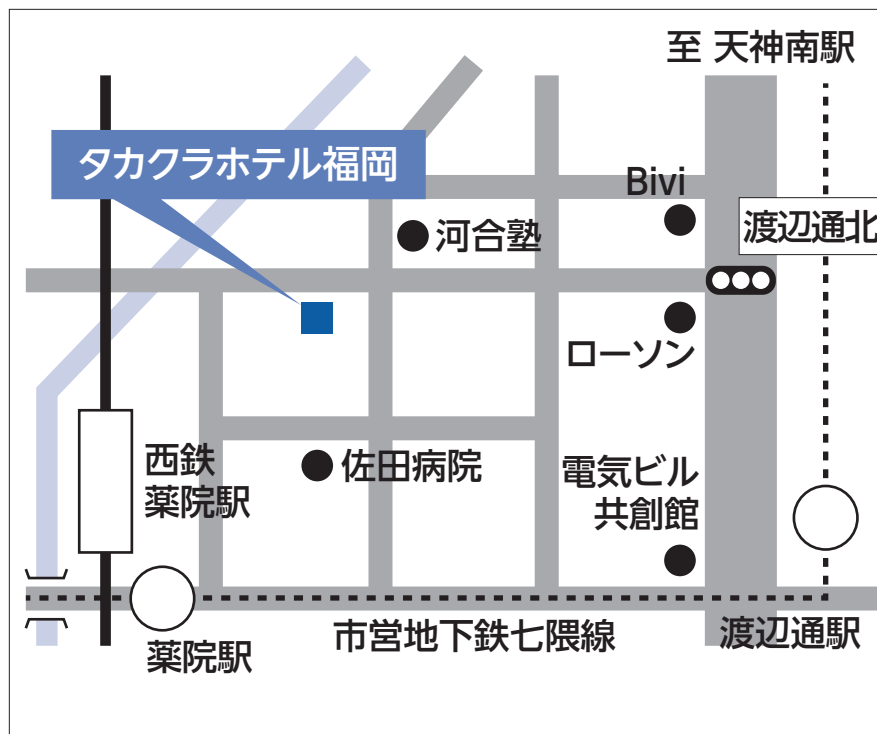 至 天神南駅
タカクラホテル福岡
Bivi
河合塾
渡辺通北
ローソン
西鉄
薬院駅
佐田病院
電気ビル
共創館
市営地下鉄七隈線
渡辺通駅
薬院駅